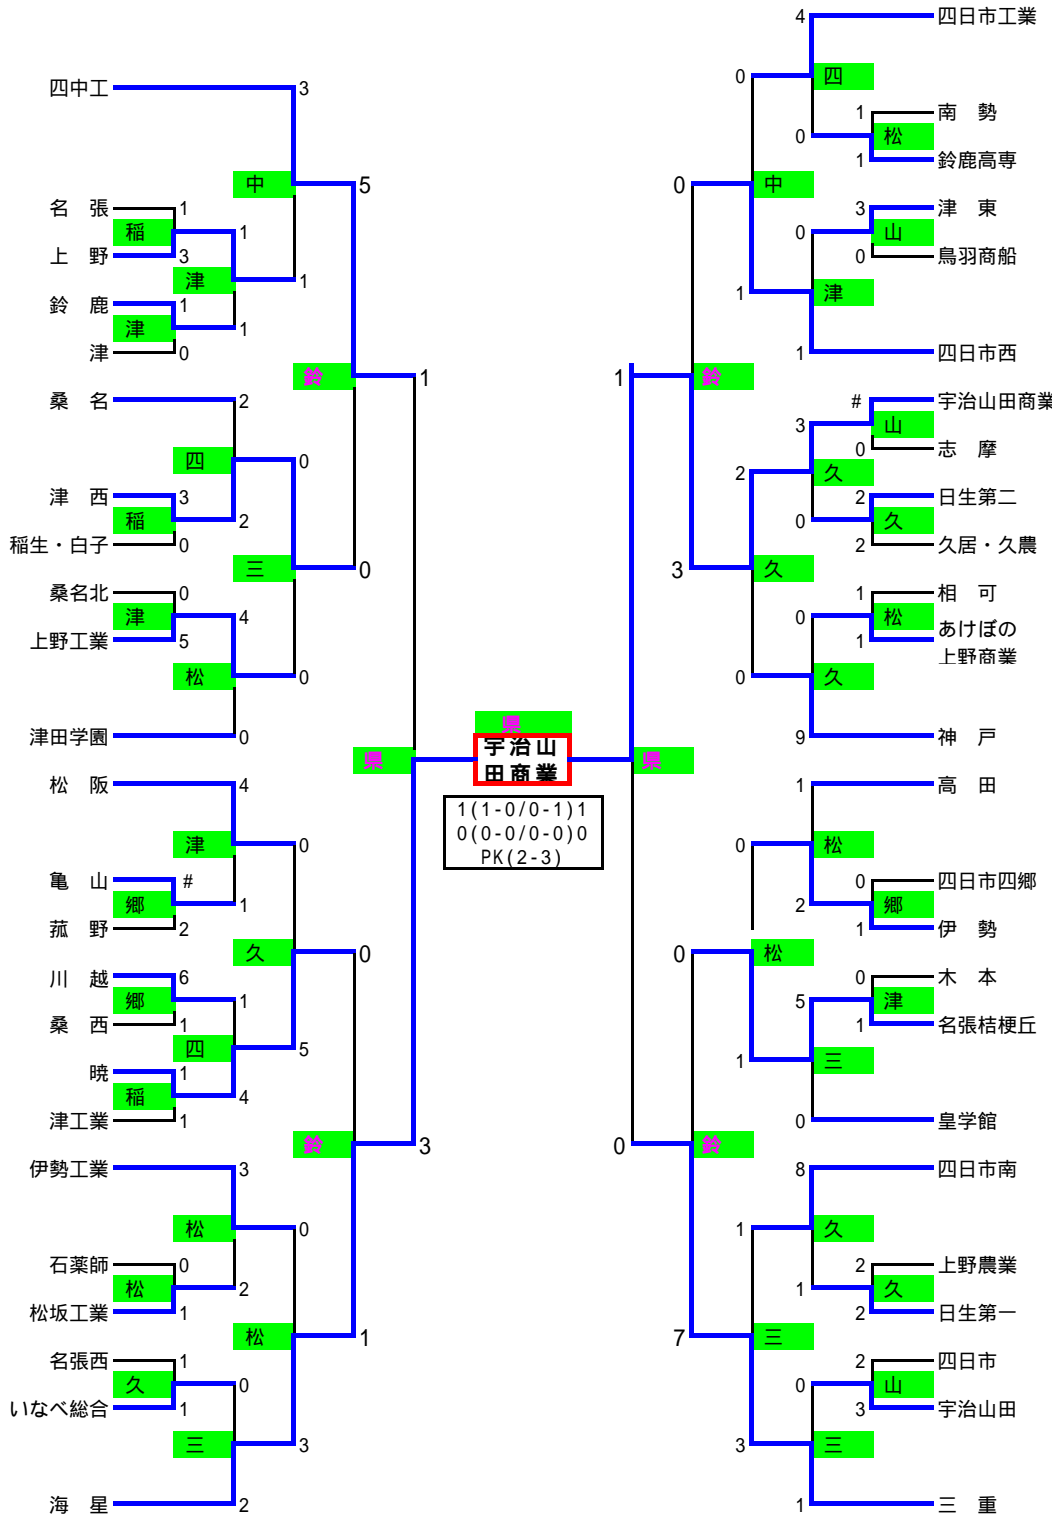 四中工
3
中
5
名　張
1
稲
1
上　野
3
津
1
鈴　鹿
1
津
1
津
0
鈴
1
桑　名
2
四
0
津　西
3
稲
2
稲生・白子
0
三
0
桑名北
0
津
4
上野工業
5
松
0
津田学園
0
県
松　阪
4
津
0
亀　山
#
郷
1
菰　野
2
久
0
川　越
6
郷
1
桑　西
1
四
5
暁
1
稲
4
津工業
1
鈴
3
伊勢工業
3
松
0
石薬師
0
松
2
松坂工業
1
松
1
名張西
1
久
0
いなべ総合
1
三
3
海　星
2
県
宇治山
田商業
1(1-0/0-1)1
0(0-0/0-0)0
PK(2-3)
4
四日市工業
0
四
1
南　勢
0
松
1
鈴鹿高専
0
中
3
津　東
0
山
0
鳥羽商船
1
津
1
四日市西
1
鈴
#
宇治山田商業
3
山
0
志　摩
2
久
2
日生第二
0
久
2
久居・久農
3
久
1
相　可
0
松
1
あけぼの
上野商業
0
久
9
神　戸
県
1
高　田
0
松
0
四日市四郷
2
郷
1
伊　勢
0
松
0
木　本
5
津
1
名張桔梗丘
1
三
0
皇学館
0
鈴
8
四日市南
1
久
2
上野農業
1
久
2
日生第一
7
三
2
四日市
0
山
3
宇治山田
3
三
1
三　重